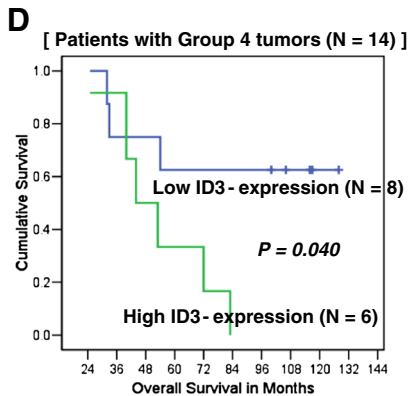 D
[ Patients with Group 4 tumors (N = 14) ]
1.0
0.8
0.6
0.4
0.2
0.0
Cumulative Survival
Low ID3-expression (N = 8)
P = 0.040
High ID3-expression (N = 6)
24 36 48 60 72 84 96 108 120 132 144
Overall Survival in Months